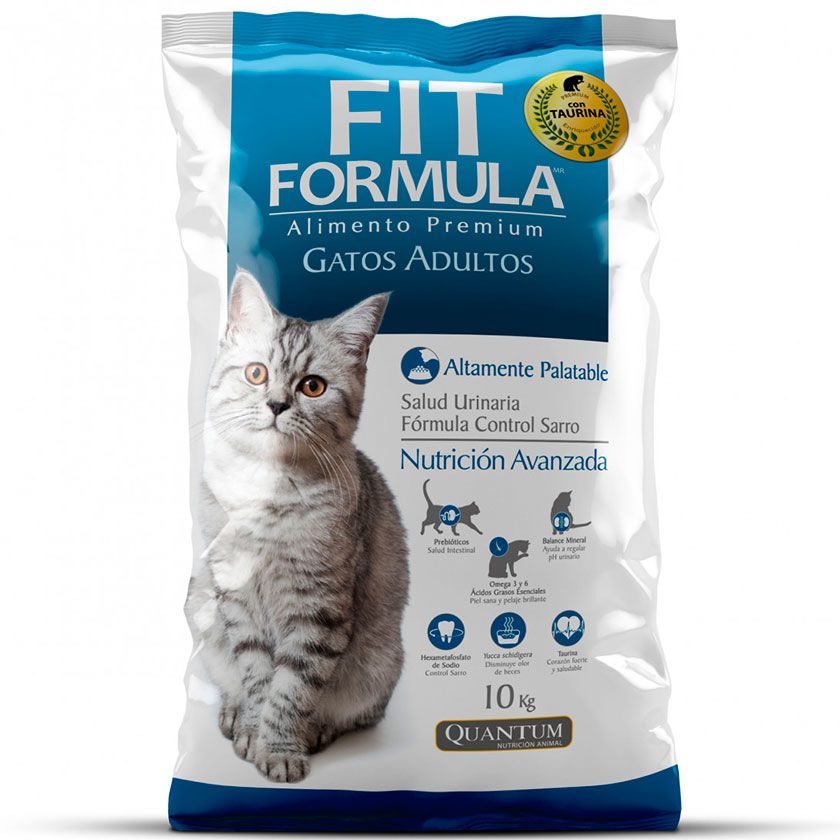 FIT
FORMULA MR
Alimento Premium
GATOS ADULTOS
PREMIUM
con
TAURINA
Enriquecido
Altamente Palatable
Salud Urinaria
Fórmula Control Sarro
Nutrición Avanzada
Prebióticos
Salud Intestinal
Balance Mineral
Ayuda a regular
pH urinario
Omega 3 y 6
Ácidos Grasos Esenciales
Piel sana y pelaje brillante
Hexametafosfato
de Sodio
Control Sarro
Yucca schidigera
Disminuye olor
de heces
Taurina
Corazón fuerte
y saludable
10 Kg
QUANTUM
NUTRICIÓN ANIMAL